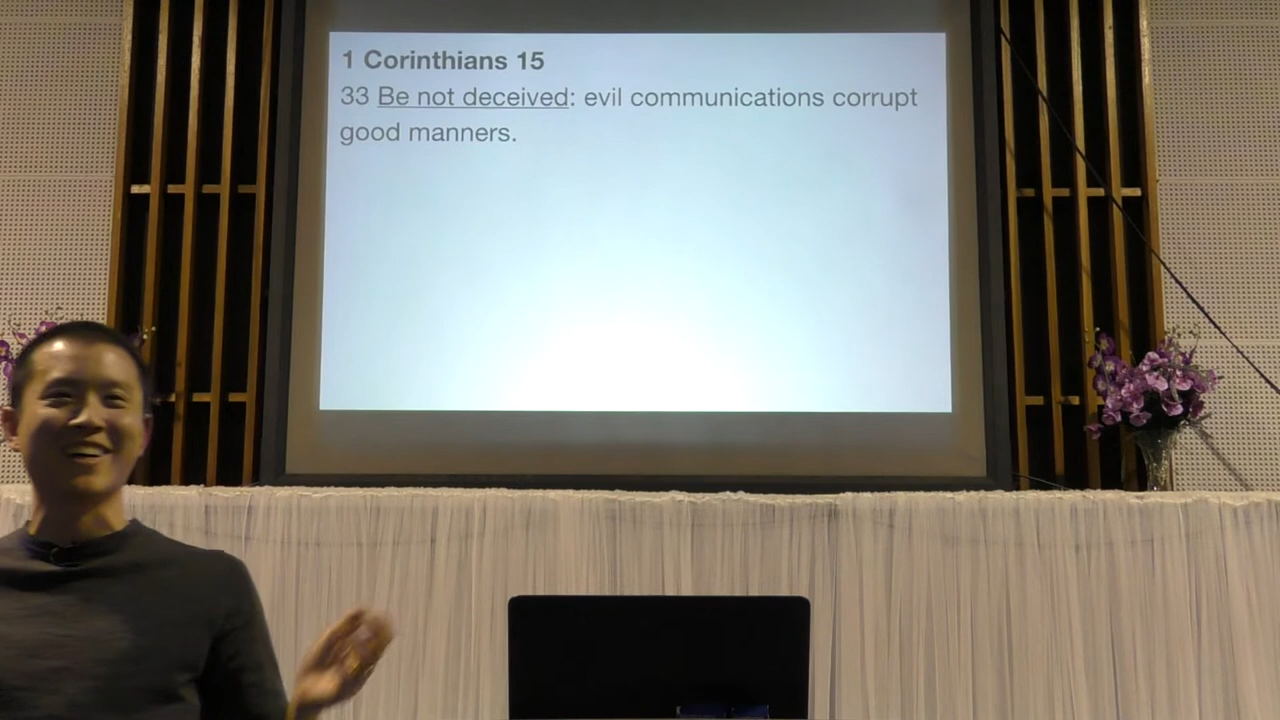 1 Corinthians 15
33 Be not deceived: evil communications corrupt
good manners.